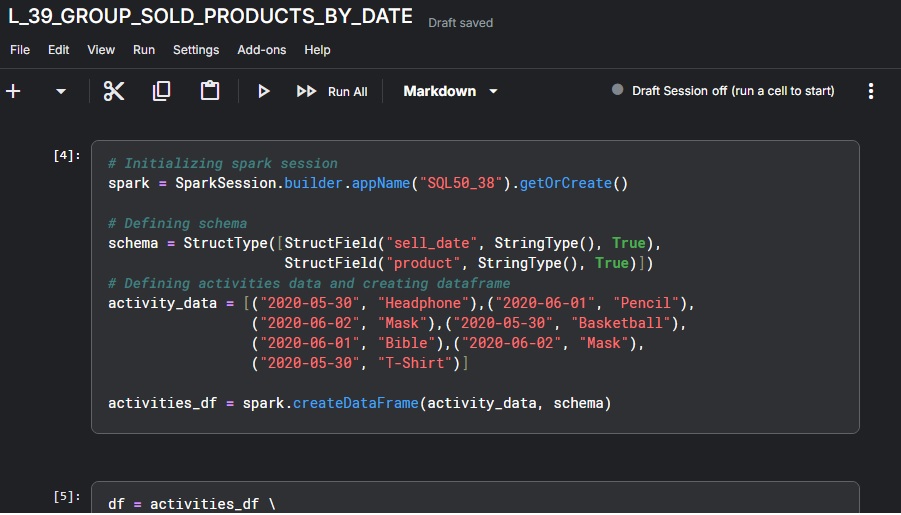 L_39_GROUP_SOLD_PRODUCTS_BY_DATE Draft saved
File Edit View Run Settings Add-ons Help
+ Run All Markdown Draft Session off (run a cell to start)
[4]:
# Initializing spark session
spark = SparkSession.builder.appName("SQL50_38").getOrCreate()
# Defining schema
schema = StructType([StructField("sell_date", StringType(), True),
StructField("product", StringType(), True)])
# Defining activities data and creating dataframe
activity_data = [("2020-05-30", "Headphone"),("2020-06-01", "Pencil"),
("2020-06-02", "Mask"),("2020-05-30", "Basketball"),
("2020-06-01", "Bible"),("2020-06-02", "Mask"),
("2020-05-30", "T-Shirt")]
activities_df = spark.createDataFrame(activity_data, schema)
[5]:
df = activities_df \